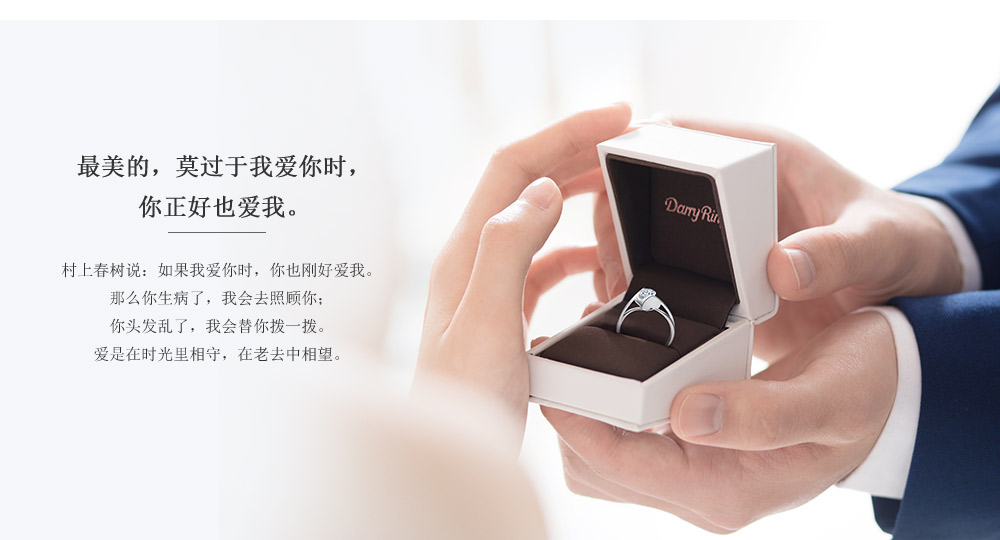 最美的，莫过于我爱你时，
你正好也爱我。
村上春树说：如果我爱你时，你也刚好爱我。
那么你生病了，我会去照顾你；
你头发乱了，我会替你拨一拨。
爱是在时光里相守，在老去中相望。
Darry Rin